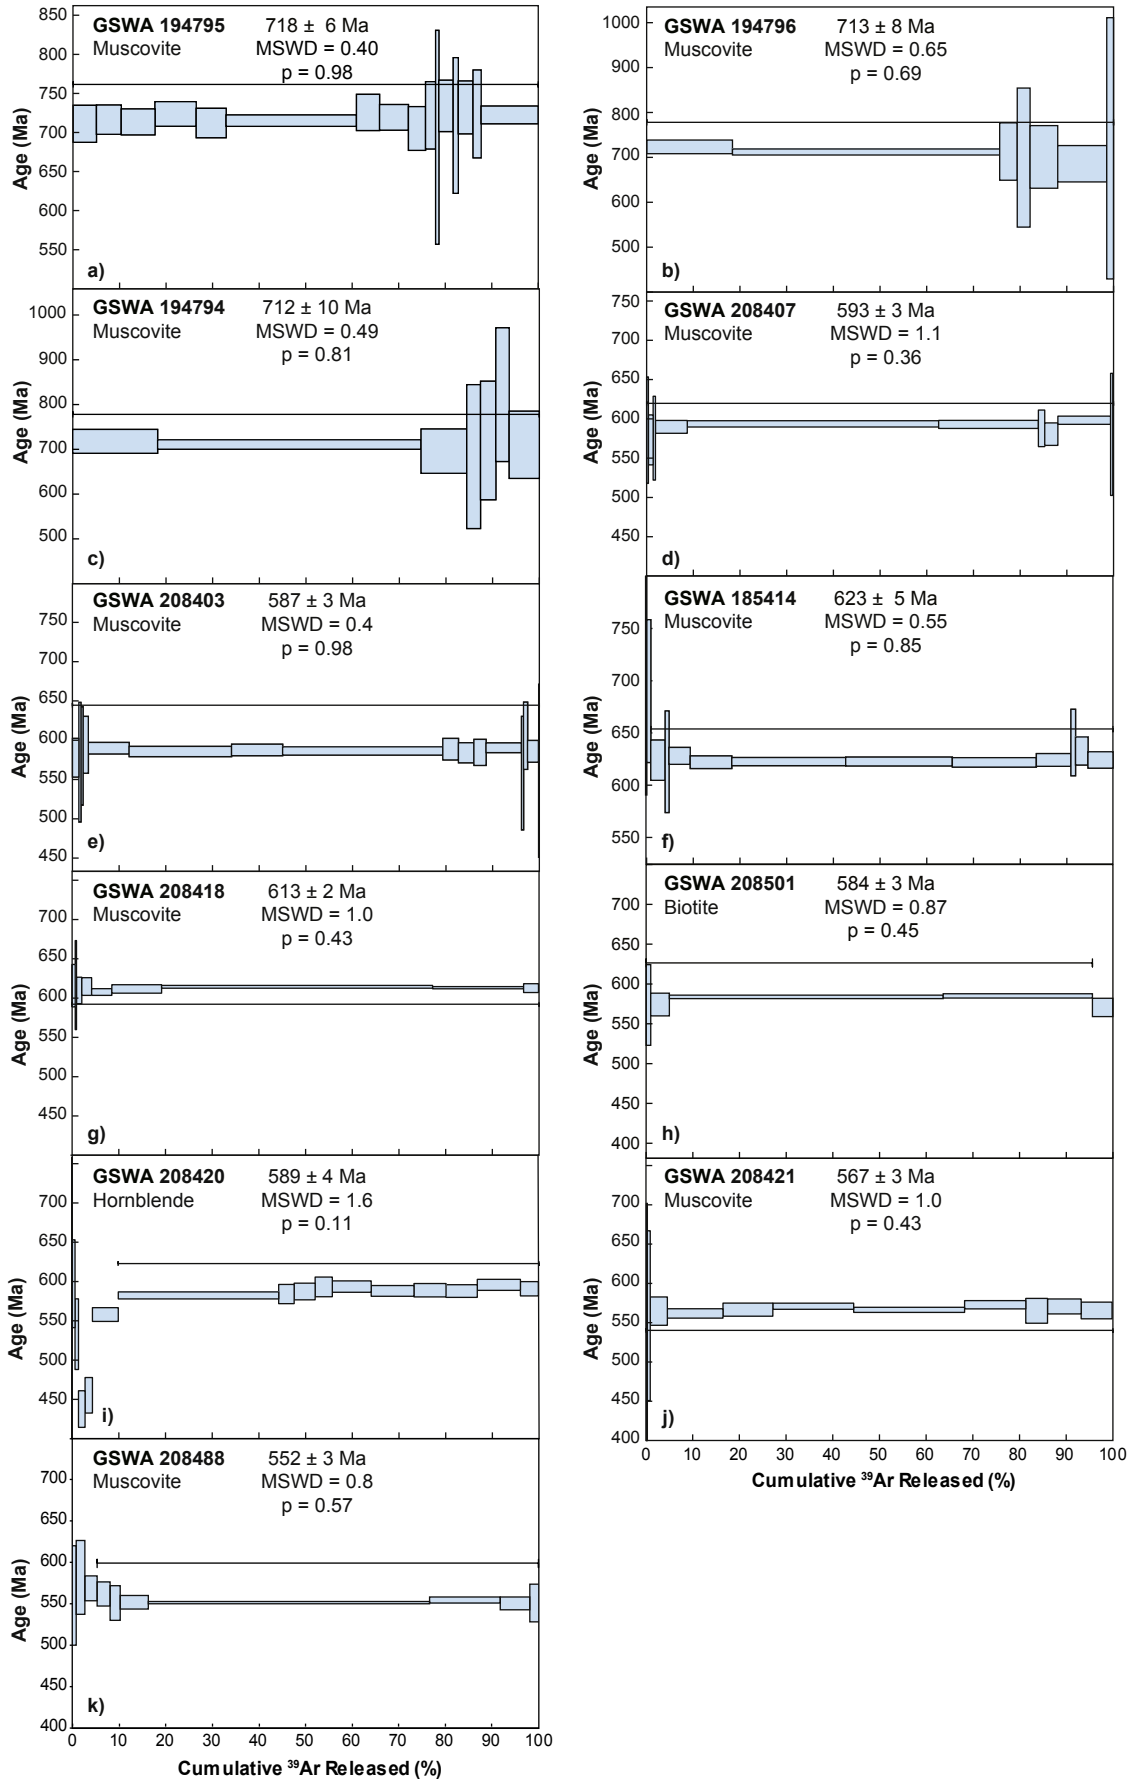 GSWA 194795 718 ± 6 Ma
Muscovite MSWD = 0.40
p = 0.98
850
800
750
700
650
600
550
Age (Ma)
a)
GSWA 194796 713 ± 8 Ma
Muscovite MSWD = 0.65
p = 0.69
1000
900
800
700
600
500
Age (Ma)
b)
GSWA 194794 712 ± 10 Ma
Muscovite MSWD = 0.49
p = 0.81
1000
900
800
700
600
500
Age (Ma)
c)
GSWA 208407 593 ± 3 Ma
Muscovite MSWD = 1.1
p = 0.36
750
700
650
600
550
500
450
Age (Ma)
d)
GSWA 208403 587 ± 3 Ma
Muscovite MSWD = 0.4
p = 0.98
750
700
650
600
550
500
450
Age (Ma)
e)
GSWA 185414 623 ± 5 Ma
Muscovite MSWD = 0.55
p = 0.85
750
700
650
600
550
Age (Ma)
f)
GSWA 208418 613 ± 2 Ma
Muscovite MSWD = 1.0
p = 0.43
700
650
600
550
500
450
Age (Ma)
g)
GSWA 208501 584 ± 3 Ma
Biotite MSWD = 0.87
p = 0.45
700
650
600
550
500
450
400
Age (Ma)
h)
GSWA 208420 589 ± 4 Ma
Hornblende MSWD = 1.6
p = 0.11
700
650
600
550
500
450
Age (Ma)
i)
GSWA 208421 567 ± 3 Ma
Muscovite MSWD = 1.0
p = 0.43
700
650
600
550
500
450
400
Age (Ma)
j)
0 10 20 30 40 50 60 70 80 90 100
Cumulative ³⁹Ar Released (%)
GSWA 208488 552 ± 3 Ma
Muscovite MSWD = 0.8
p = 0.57
700
650
600
550
500
450
400
Age (Ma)
k)
0 10 20 30 40 50 60 70 80 90 100
Cumulative ³⁹Ar Released (%)